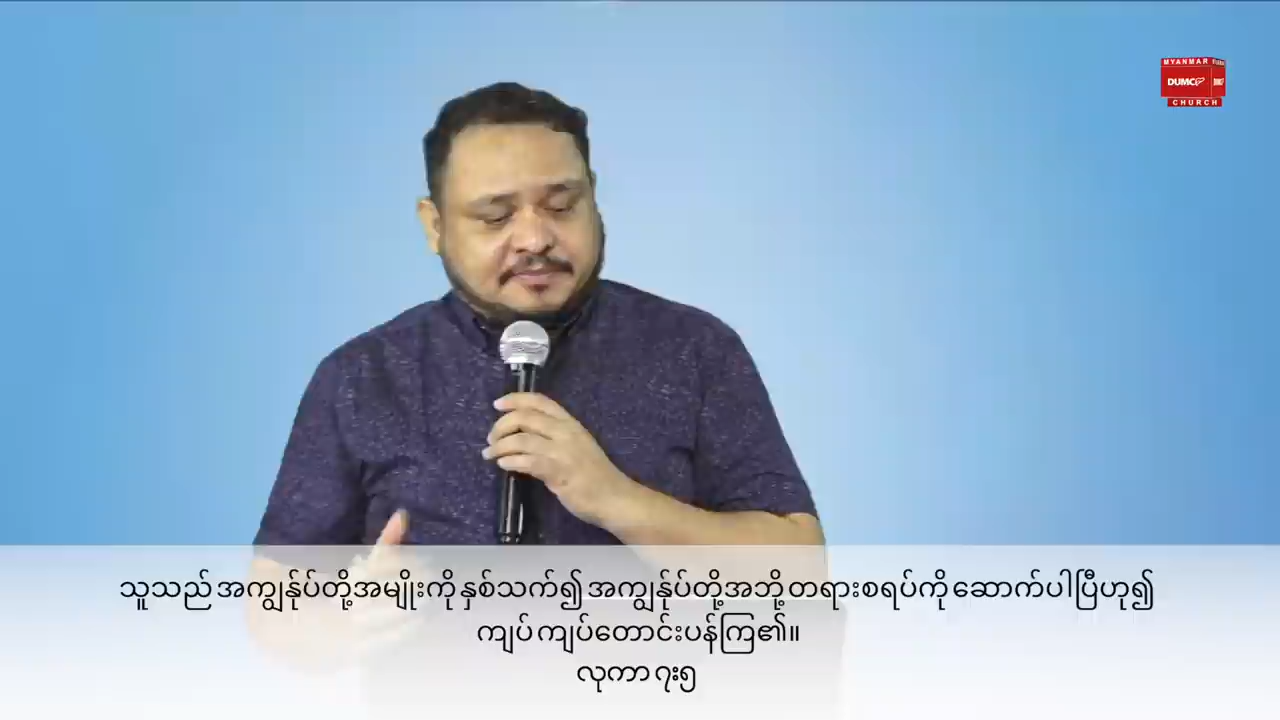 MYANMAR
DUMC
CHURCH
သူသည် အကျွန်ုပ်တို့အမျိုးကို နှစ်သက်၍ အကျွန်ုပ်တို့အဘို့ တရားစရပ်ကို ဆောက်ပါပြီဟု၍
ကျပ်ကျပ်တောင်းပန်ကြ၏။
လုကာ ၇း၅